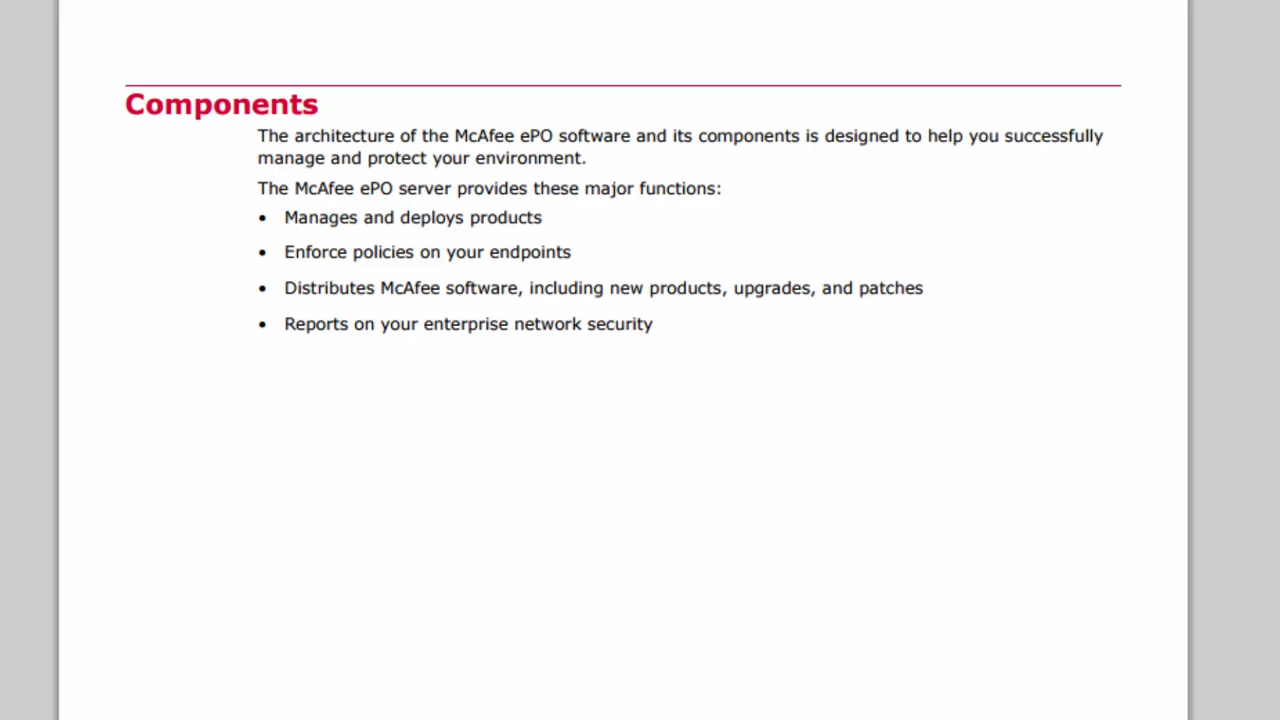 Components
The architecture of the McAfee ePO software and its components is designed to help you successfully
manage and protect your environment.
The McAfee ePO server provides these major functions:
• Manages and deploys products
• Enforce policies on your endpoints
• Distributes McAfee software, including new products, upgrades, and patches
• Reports on your enterprise network security